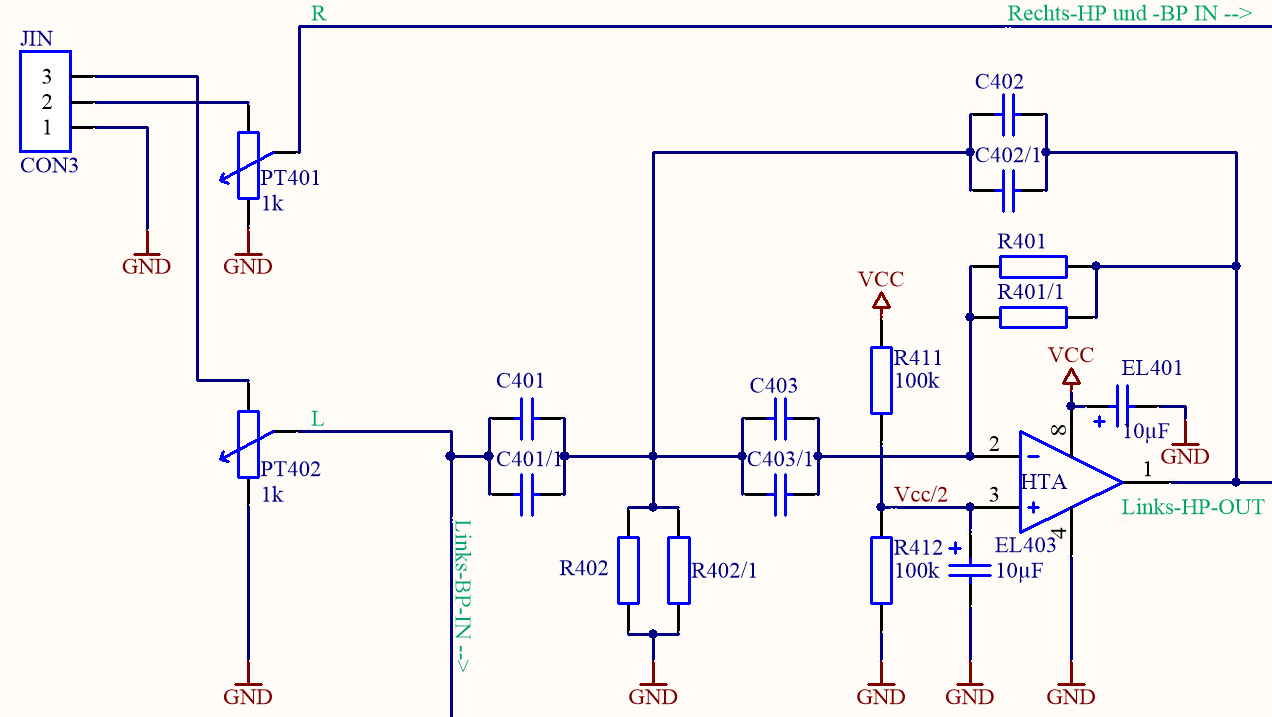 R
Rechts-HP und -BP IN -->
JIN
3
2
1
CON3
PT401
1k
GND
GND
C402
C402/1
R401
R401/1
VCC
R411
100k
VCC
EL401
10µF
GND
8
C401
C401/1
C403
C403/1
L
PT402
1k
2
HTA
1
3
Vcc/2
4
Links-HP-OUT
Links-BP-IN -->
R402
R402/1
R412
100k
EL403
10µF
GND
GND
GND
GND
GND